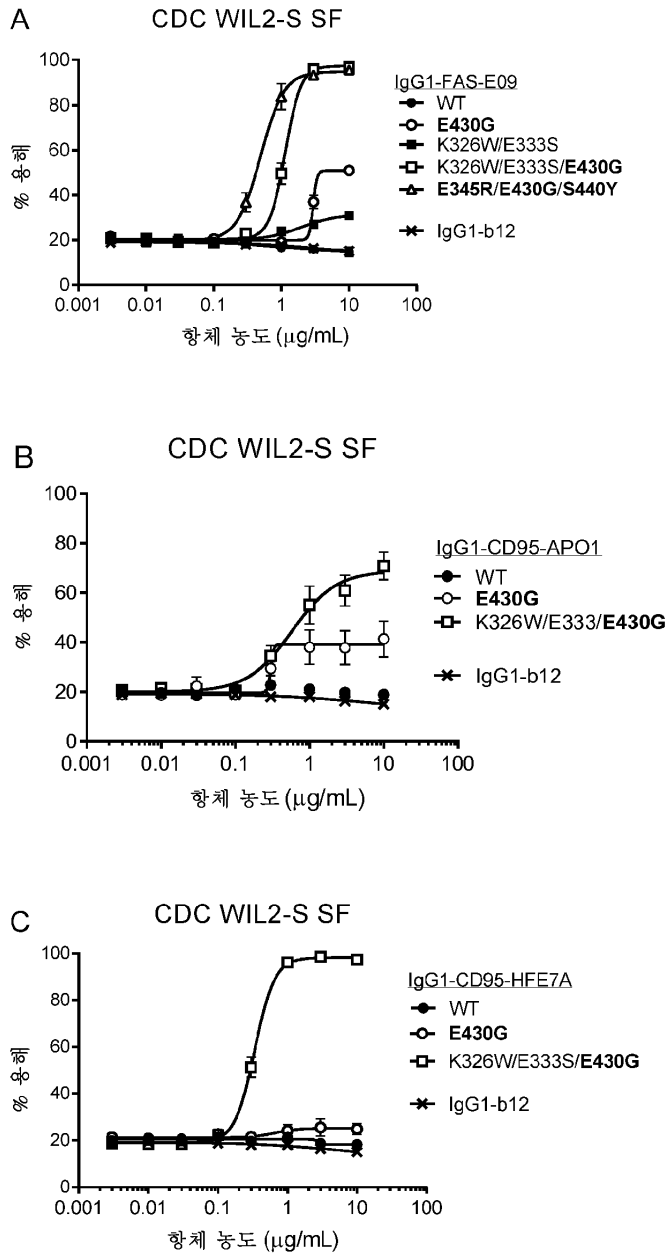 A
CDC WIL2-S SF
100
80
60
40
20
0
% 용해
0.001 0.01 0.1 1 10 100
항체 농도 (μg/mL)
IgG1-FAS-E09
WT
E430G
K326W/E333S
K326W/E333S/E430G
E345R/E430G/S440Y
IgG1-b12
B
CDC WIL2-S SF
100
80
60
40
20
0
% 용해
0.001 0.01 0.1 1 10 100
항체 농도 (μg/mL)
IgG1-CD95-APO1
WT
E430G
K326W/E333/E430G
IgG1-b12
C
CDC WIL2-S SF
100
80
60
40
20
0
% 용해
0.001 0.01 0.1 1 10 100
항체 농도 (μg/mL)
IgG1-CD95-HFE7A
WT
E430G
K326W/E333S/E430G
IgG1-b12